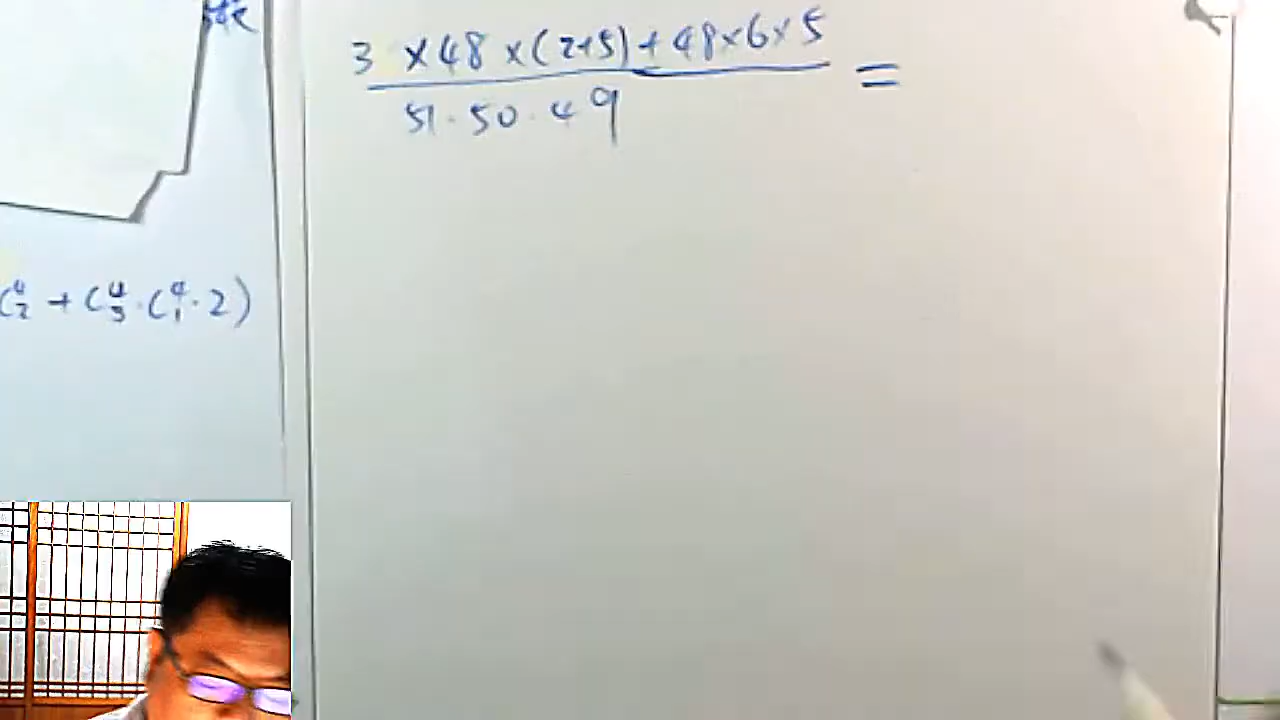 3 × 48 × (2+5) + 48×6×5 =
51 · 50 · 49
C⁴₂ + C⁴₃ · C⁴₁ · 2)